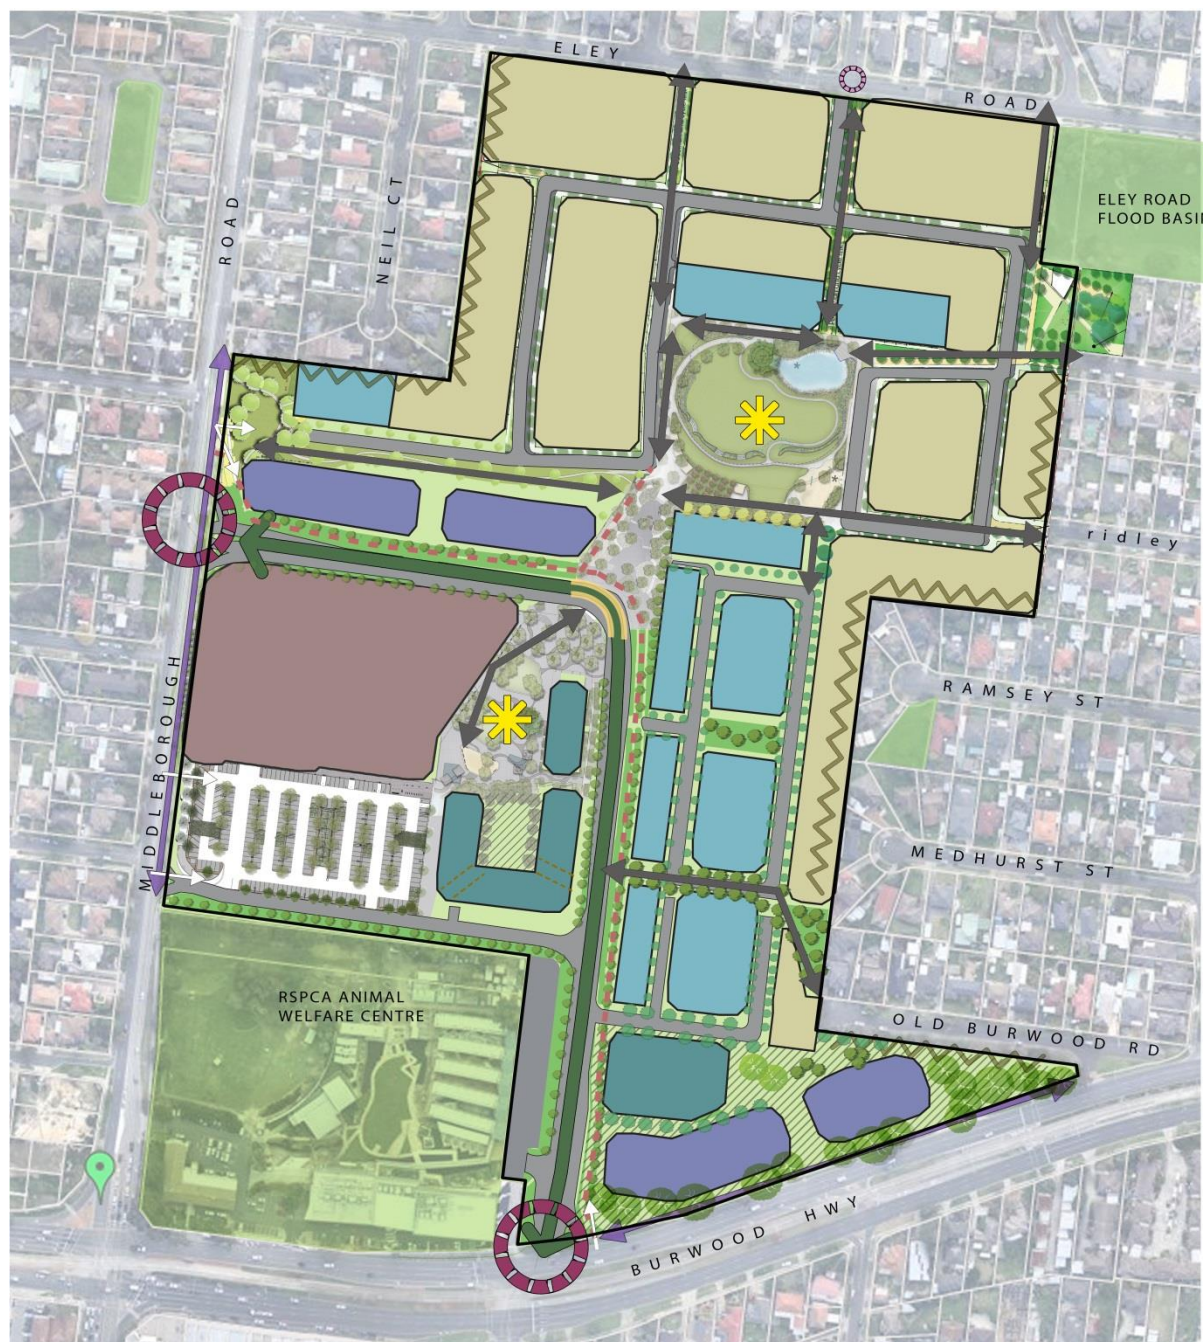 ELEY
ROAD
ELEY ROAD
FLOOD BASI
ROAD
NEIL CT
ridley
MIDDLEBOROUGH
RAMSEY ST
MEDHURST ST
RSPCA ANIMAL
WELFARE CENTRE
OLD BURWOOD RD
BURWOOD HWY